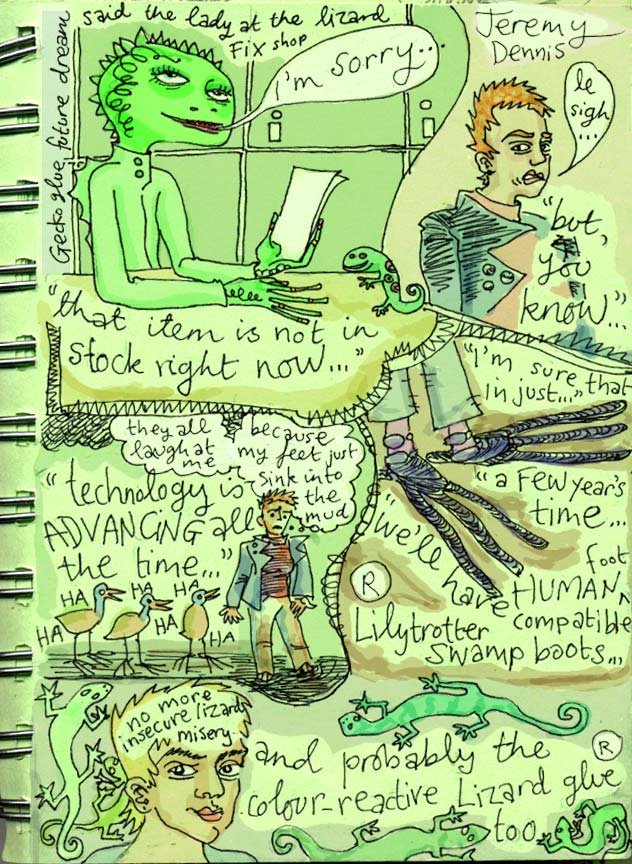 said the lady at the lizard
Fix shop
Gecko glue future dream
i'm sorry...
Jeremy
Dennis
le
sigh
...
"but,
you
know"..
"that item is not in
stock right now..."
"I'm sure that
in just..."
"technology is
ADVANCING all
the time..."
they all
laugh at
me
because
my feet just
sink into
the
mud
HA
HA
HA
HA
HA
HA
"a FEW year's
time...
"we'll
have HUMAN foot
compatible
Lilytrotter
swamp boots...
R
no more
insecure lizard
misery
and probably the
colour-reactive Lizard glue
too
R